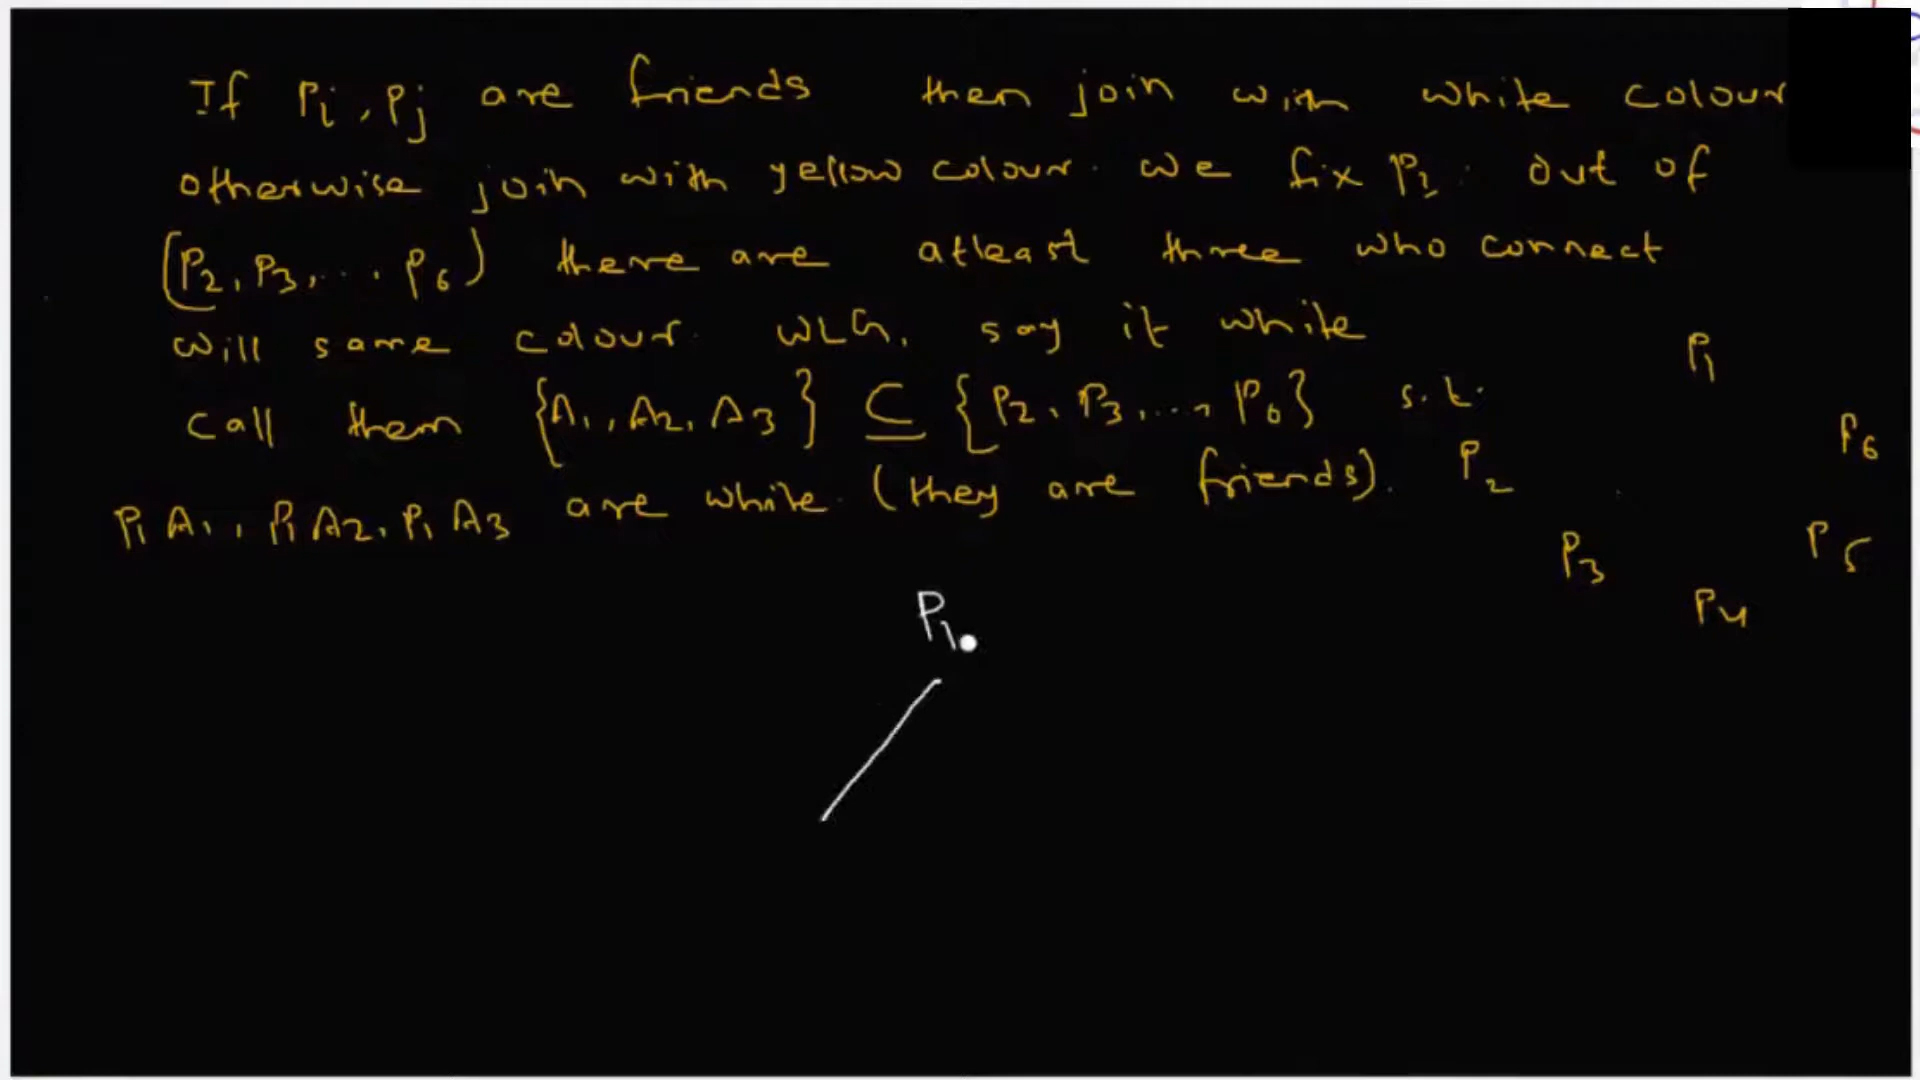 If Pi, Pj are friends then join with white colour
otherwise join with yellow colour. We fix P1. Out of
(P2, P3, ... P6) there are atleast three who connect
will same colour. WLG, say it white
call them {A1, A2, A3} ⊆ {P2, P3, ..., P6} s.t.
P1 A1, P1 A2, P1 A3 are white. (they are friends).
P1
P6
P2
P5
P3
P4
P1